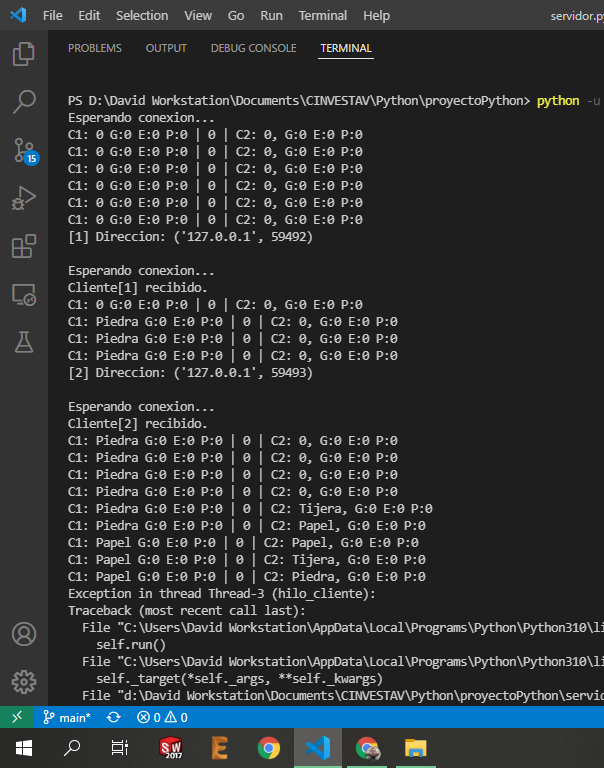 File Edit Selection View Go Run Terminal Help servidor.py
PROBLEMS OUTPUT DEBUG CONSOLE TERMINAL
PS D:\David Workstation\Documents\CINVESTAV\Python\proyectoPython> python -u
Esperando conexion...
C1: 0 G:0 E:0 P:0 | 0 | C2: 0, G:0 E:0 P:0
C1: 0 G:0 E:0 P:0 | 0 | C2: 0, G:0 E:0 P:0
C1: 0 G:0 E:0 P:0 | 0 | C2: 0, G:0 E:0 P:0
C1: 0 G:0 E:0 P:0 | 0 | C2: 0, G:0 E:0 P:0
C1: 0 G:0 E:0 P:0 | 0 | C2: 0, G:0 E:0 P:0
C1: 0 G:0 E:0 P:0 | 0 | C2: 0, G:0 E:0 P:0
[1] Direccion: ('127.0.0.1', 59492)
Esperando conexion...
Cliente[1] recibido.
C1: 0 G:0 E:0 P:0 | 0 | C2: 0, G:0 E:0 P:0
C1: Piedra G:0 E:0 P:0 | 0 | C2: 0, G:0 E:0 P:0
C1: Piedra G:0 E:0 P:0 | 0 | C2: 0, G:0 E:0 P:0
C1: Piedra G:0 E:0 P:0 | 0 | C2: 0, G:0 E:0 P:0
[2] Direccion: ('127.0.0.1', 59493)
Esperando conexion...
Cliente[2] recibido.
C1: Piedra G:0 E:0 P:0 | 0 | C2: 0, G:0 E:0 P:0
C1: Piedra G:0 E:0 P:0 | 0 | C2: 0, G:0 E:0 P:0
C1: Piedra G:0 E:0 P:0 | 0 | C2: 0, G:0 E:0 P:0
C1: Piedra G:0 E:0 P:0 | 0 | C2: 0, G:0 E:0 P:0
C1: Piedra G:0 E:0 P:0 | 0 | C2: Tijera, G:0 E:0 P:0
C1: Piedra G:0 E:0 P:0 | 0 | C2: Papel, G:0 E:0 P:0
C1: Papel G:0 E:0 P:0 | 0 | C2: Papel, G:0 E:0 P:0
C1: Papel G:0 E:0 P:0 | 0 | C2: Tijera, G:0 E:0 P:0
C1: Papel G:0 E:0 P:0 | 0 | C2: Piedra, G:0 E:0 P:0
Exception in thread Thread-3 (hilo_cliente):
Traceback (most recent call last):
File "C:\Users\David Workstation\AppData\Local\Programs\Python\Python310\li
self.run()
File "C:\Users\David Workstation\AppData\Local\Programs\Python\Python310\li
self._target(*self._args, **self._kwargs)
File "d:\David Workstation\Documents\CINVESTAV\Python\proyectoPython\servid
15
main* 0 0
SW 2017